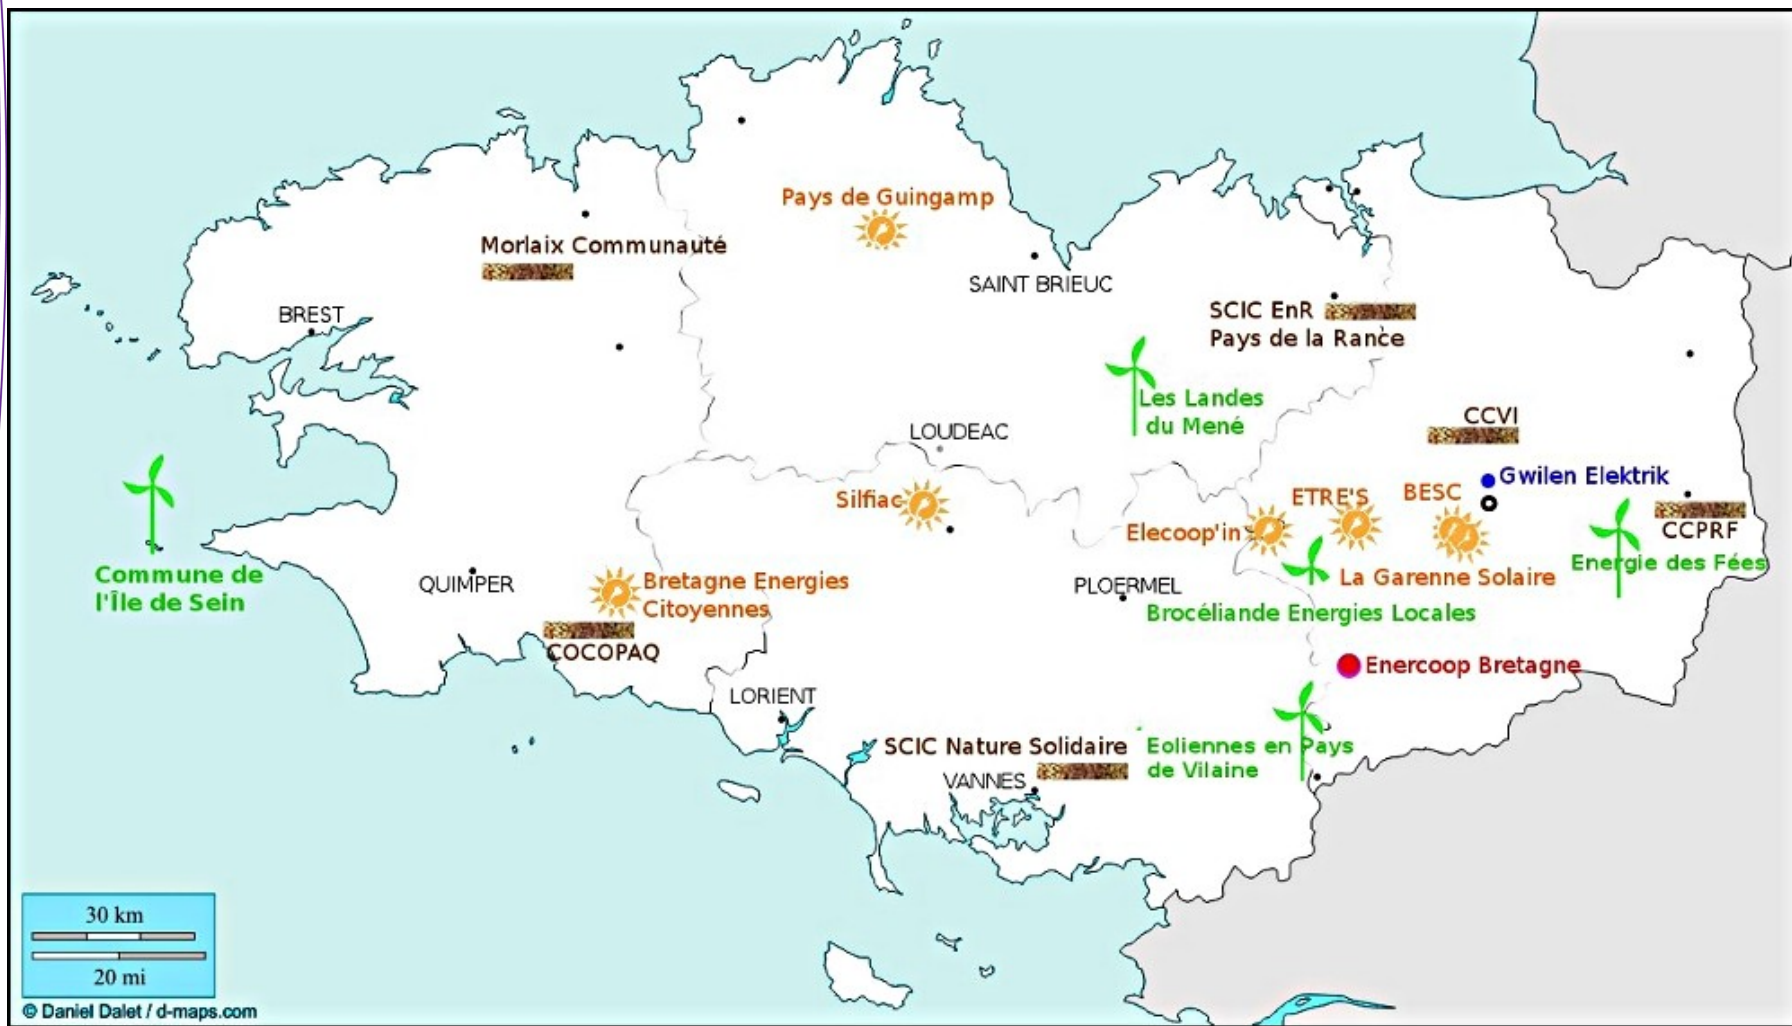 Pays de Guingamp
Morlaix Communauté
SAINT BRIEUC
BREST
SCIC EnR
Pays de la Rance
Les Landes
du Mené
CCVI
LOUDEAC
Gwilen Elektrik
Silfiac
ETRE'S
BESC
Elecoop'in
CCPRF
Energie des Fées
Commune de
l'Île de Sein
QUIMPER
Bretagne Energies
Citoyennes
La Garenne Solaire
PLOERMEL
Brocéliande Energies Locales
COCOPAQ
Enercoop Bretagne
LORIENT
SCIC Nature Solidaire
Eoliennes en Pays
de Vilaine
VANNES
30 km
20 mi
© Daniel Dalet / d-maps.com